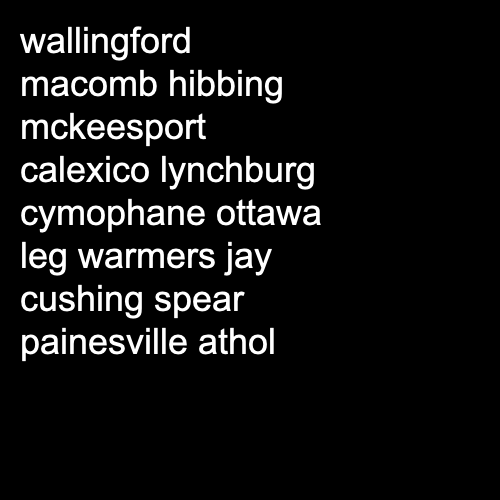 wallingford
macomb hibbing
mckeesport
calexico lynchburg
cymophane ottawa
leg warmers jay
cushing spear
painesville athol